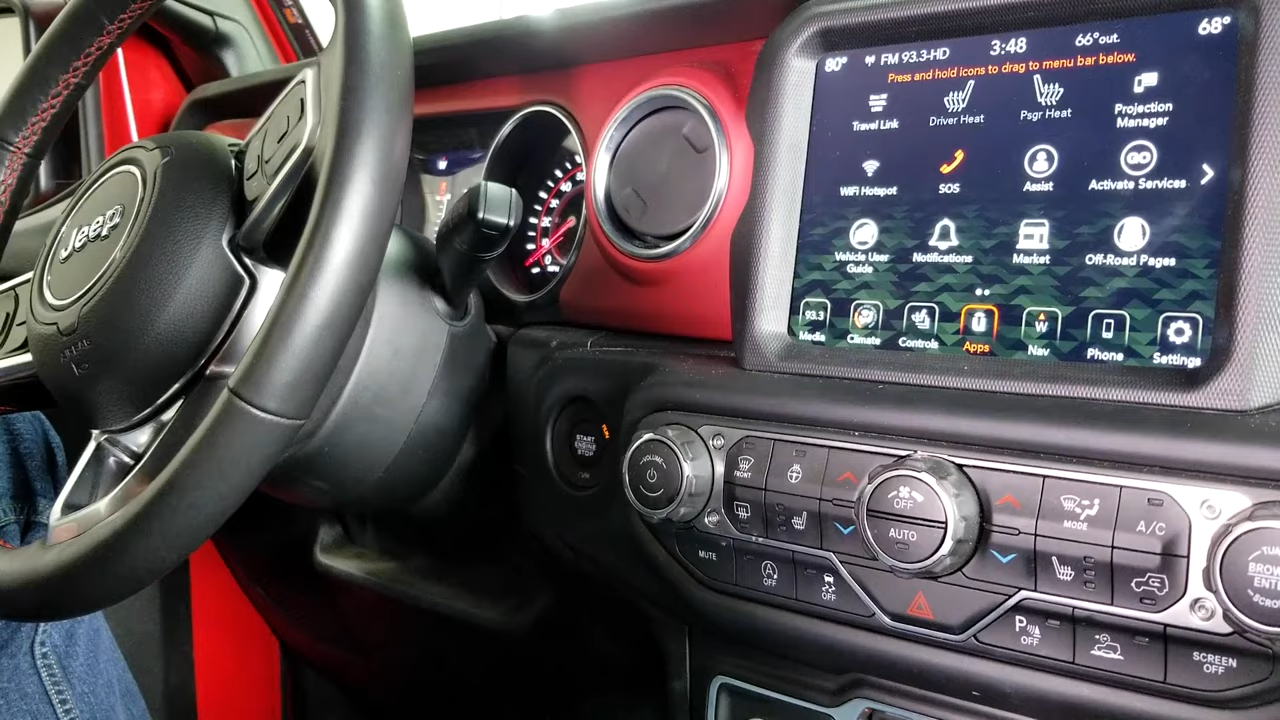 Jeep
AIRBAG
80° FM 93.3-HD 3:48 66°out. 68°
Press and hold icons to drag to menu bar below.
Travel Link
Driver Heat
Psgr Heat
Projection
Manager
WiFi Hotspot
SOS
Assist
GO
Activate Services
Vehicle User
Guide
Notifications
Market
Off-Road Pages
93.3
Media
Climate
Controls
Apps
W
Nav
Phone
Settings
START
ENGINE
STOP
RUN
VOLUME
FRONT
OFF
AUTO
MODE
A/C
MUTE
A
OFF
OFF
P
OFF
SCREEN
OFF